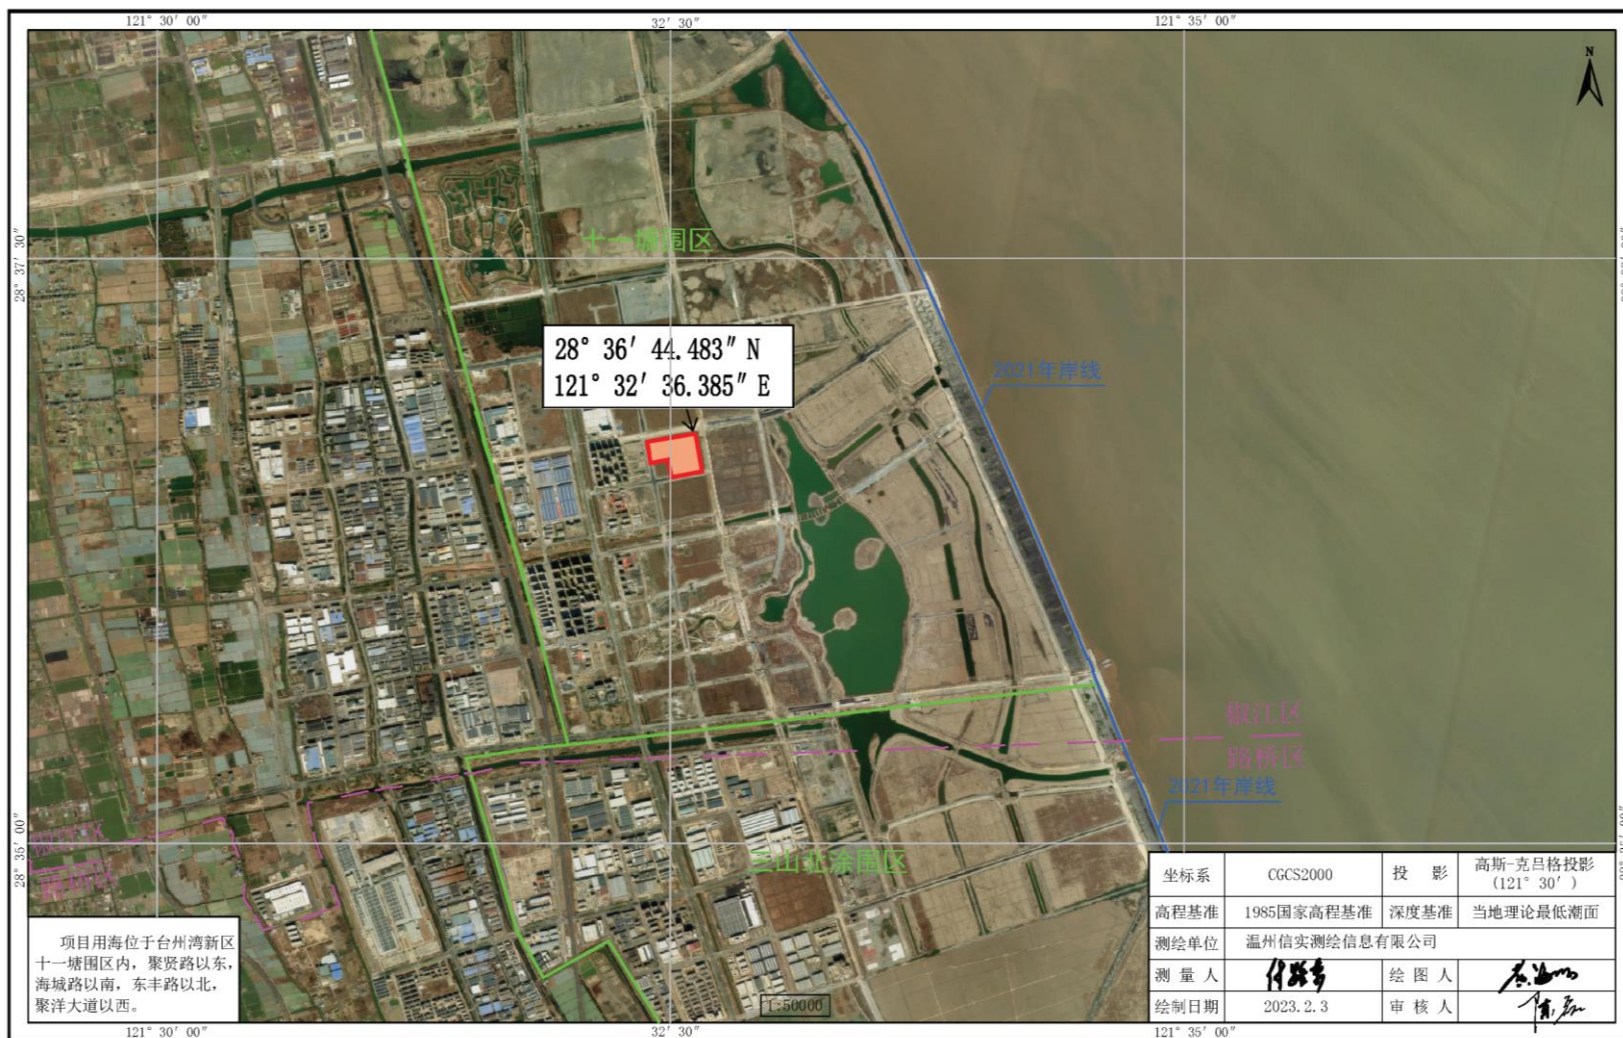 121° 30′ 00″
32′ 30″
121° 35′ 00″
N
28° 37′ 30″
十一塘围区
28° 36′ 44.483″ N
121° 32′ 36.385″ E
2021年岸线
椒江区
路桥区
2021年岸线
28° 35′ 00″
三山北涂围区
项目用海位于台州湾新区
十一塘围区内，聚贤路以东，
海城路以南，东丰路以北，
聚洋大道以西。
1:50000
坐标系 CGCS2000 投 影 高斯-克吕格投影
(121° 30′ )
高程基准 1985国家高程基准 深度基准 当地理论最低潮面
测绘单位 温州信实测绘信息有限公司
测 量 人 绘 图 人
绘制日期 2023.2.3 审 核 人
121° 30′ 00″
32′ 30″
121° 35′ 00″